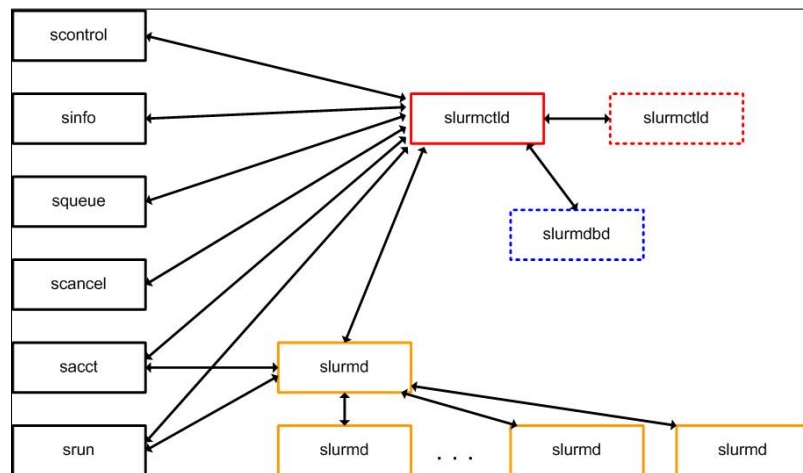 scontrol
sinfo
slurmctld
slurmctld
squeue
slurmdbd
scancel
sacct
slurmd
srun
slurmd
. . .
slurmd
slurmd